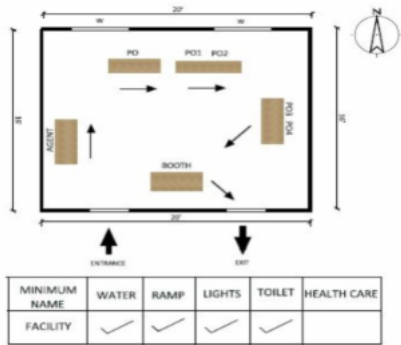 20'
W W
N
PO PO1 PO2
AGENT
PO3 PO4
BOOTH
20'
ENTRANCE EXIT
MINIMUM NAME WATER RAMP LIGHTS TOILET HEALTH CARE
FACILITY